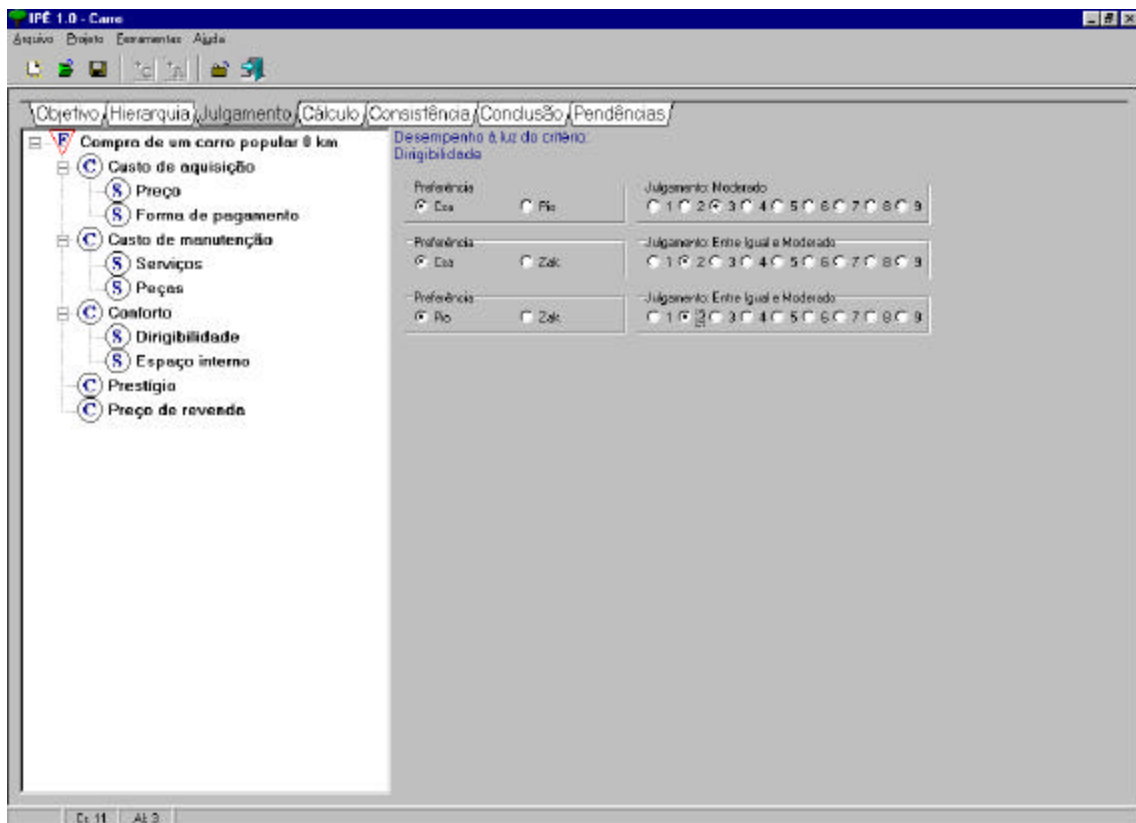 IPÊ 1.0 - Carro
Arquivo Projeto Ferramentas Ajuda
Objetivo Hierarquia Julgamento Cálculo Consistência Conclusão Pendências
F Compra de um carro popular 0 km
C Custo de aquisição
S Preço
S Forma de pagamento
C Custo de manutenção
S Serviços
S Peças
C Conforto
S Dirigibilidade
S Espaço interno
C Prestígio
C Preço de revenda
Desempenho à luz do critério:
Dirigibilidade
Preferência Julgamento: Moderado
Pio 1 2 3 4 5 6 7 8 9
Preferência Julgamento: Entre Igual e Moderado
Zak 1 2 3 4 5 6 7 8 9
Preferência Julgamento: Entre Igual e Moderado
Pio Zak 1 2 3 4 5 6 7 8 9
11 3